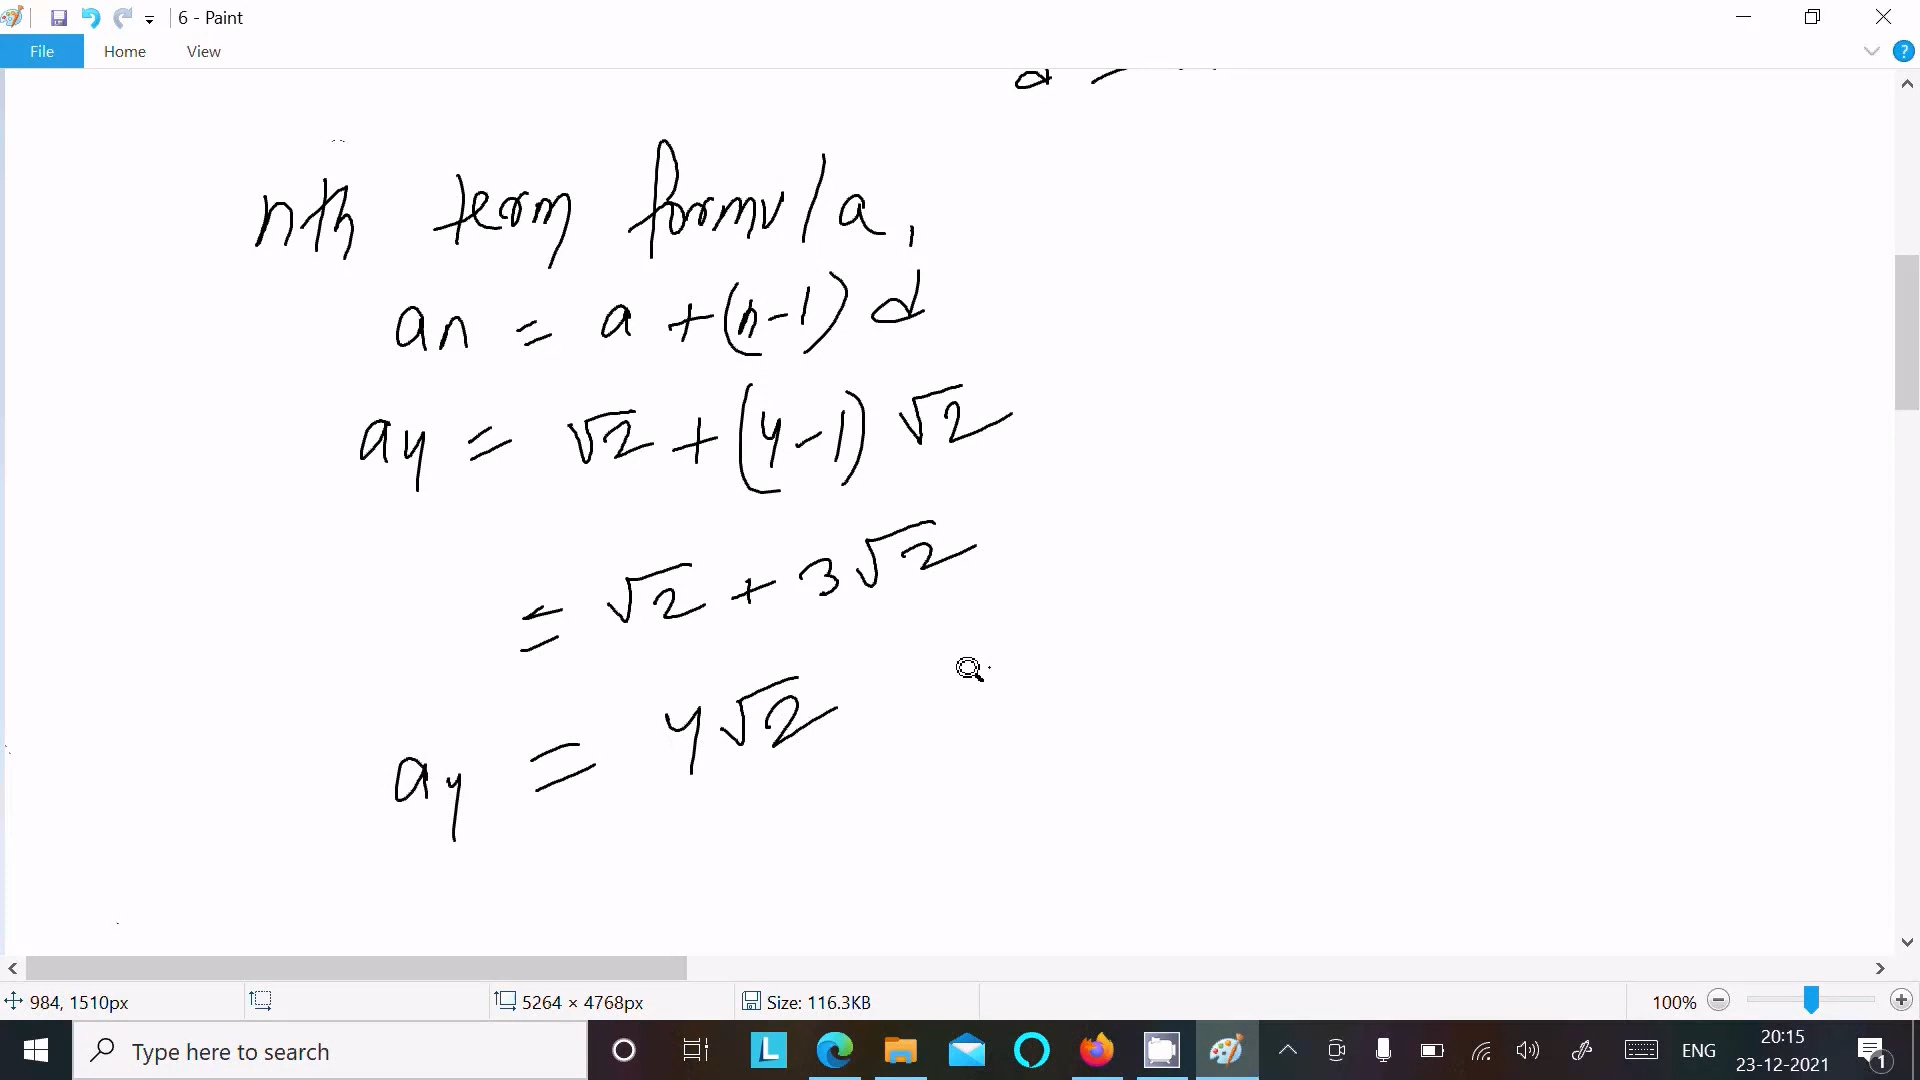 6 - Paint
File Home View
d =
nth term formula,
an = a + (n-1) d
a4 = √2 + (4-1) √2
= √2 + 3√2
a4 = 4√2
984, 1510px 5264 × 4768px Size: 116.3KB 100%
Type here to search L ENG 20:15
23-12-2021 1